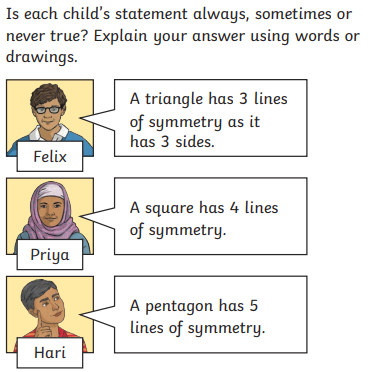 Is each child’s statement always, sometimes or
never true? Explain your answer using words or
drawings.
A triangle has 3 lines
of symmetry as it
has 3 sides.
Felix
A square has 4 lines
of symmetry.
Priya
A pentagon has 5
lines of symmetry.
Hari